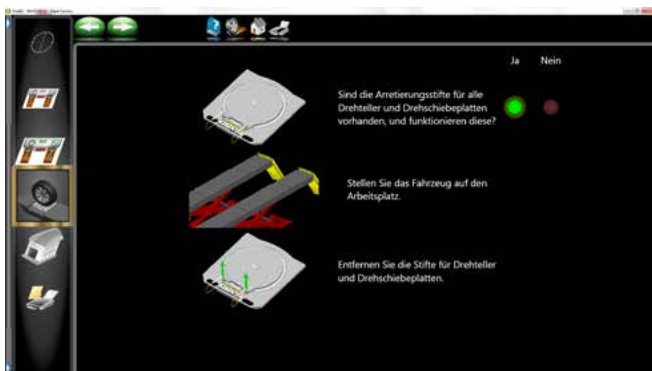 Ja Nein
Sind die Arretierungsstifte für alle
Drehteller und Drehschiebeplatten
vorhanden, und funktionieren diese?
Stellen Sie das Fahrzeug auf den
Arbeitsplatz.
Entfernen Sie die Stifte für Drehteller
und Drehschiebeplatten.